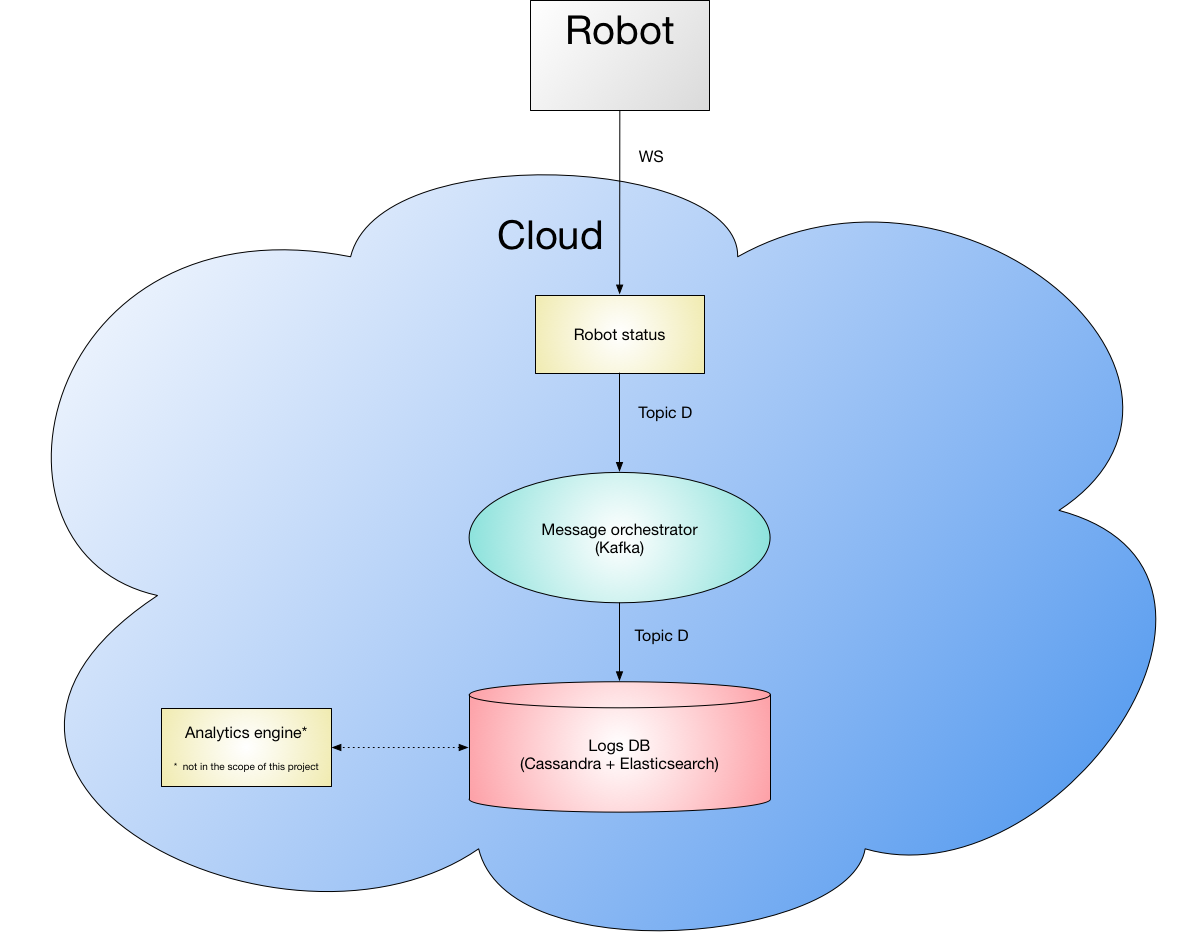 Robot
WS
Cloud
Robot status
Topic D
Message orchestrator
(Kafka)
Topic D
Analytics engine*
* not in the scope of this project
Logs DB
(Cassandra + Elasticsearch)